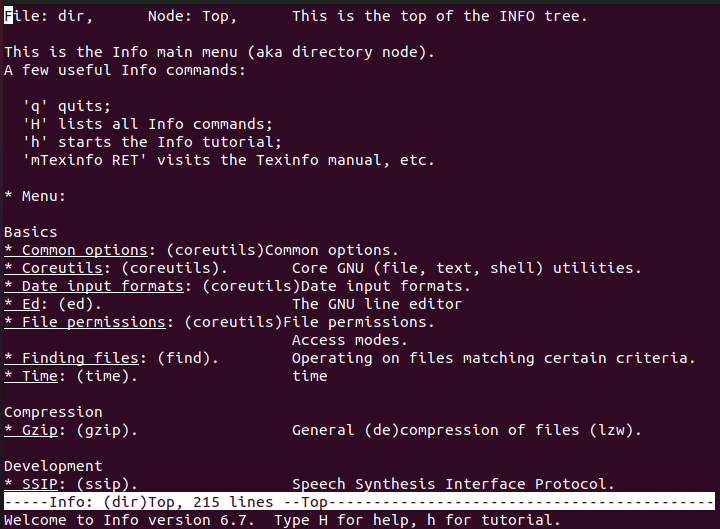 File: dir,      Node: Top,      This is the top of the INFO tree.
This is the Info main menu (aka directory node).
A few useful Info commands:
'q' quits;
'H' lists all Info commands;
'h' starts the Info tutorial;
'mTexinfo RET' visits the Texinfo manual, etc.
* Menu:
Basics
* Common options: (coreutils)Common options.
* Coreutils: (coreutils).       Core GNU (file, text, shell) utilities.
* Date input formats: (coreutils)Date input formats.
* Ed: (ed).                     The GNU line editor
* File permissions: (coreutils)File permissions.
Access modes.
* Finding files: (find).        Operating on files matching certain criteria.
* Time: (time).                 time
Compression
* Gzip: (gzip).                 General (de)compression of files (lzw).
Development
* SSIP: (ssip).                 Speech Synthesis Interface Protocol.
-----Info: (dir)Top, 215 lines --Top-------------------------------------------
Welcome to Info version 6.7.  Type H for help, h for tutorial.